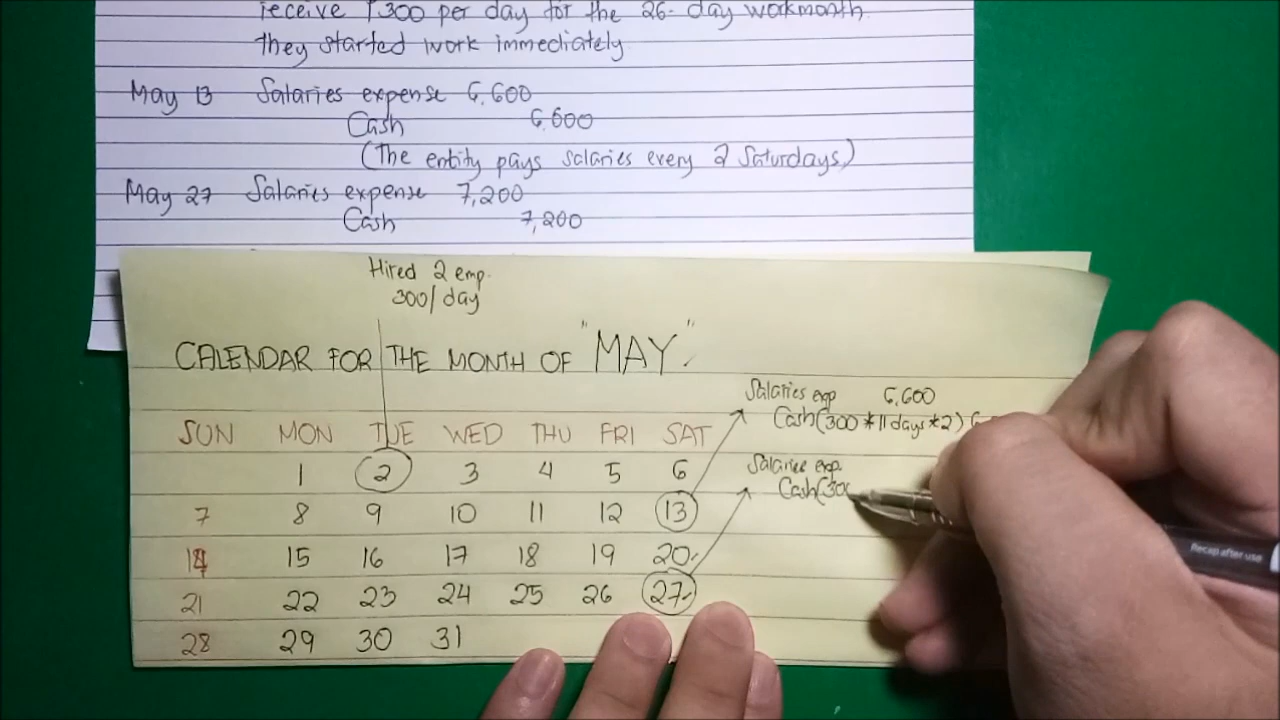 receive ₱300 per day for the 26- day workmonth.
They started work immediately
May 13 Salaries expense 6,600
Cash 6,600
(The entity pays salaries every 2 Saturdays.)
May 27 Salaries expense 7,200
Cash 7,200
Hired 2 emp.
300/day
CALENDAR FOR THE MONTH OF "MAY".
Salaries exp 6,600
Cash(300*11 days*2)
SUN MON TUE WED THU FRI SAT
Salaries exp.
Cash(300
1 2 3 4 5 6
7 8 9 10 11 12 13
14 15 16 17 18 19 20
21 22 23 24 25 26 27
28 29 30 31
Recap after use